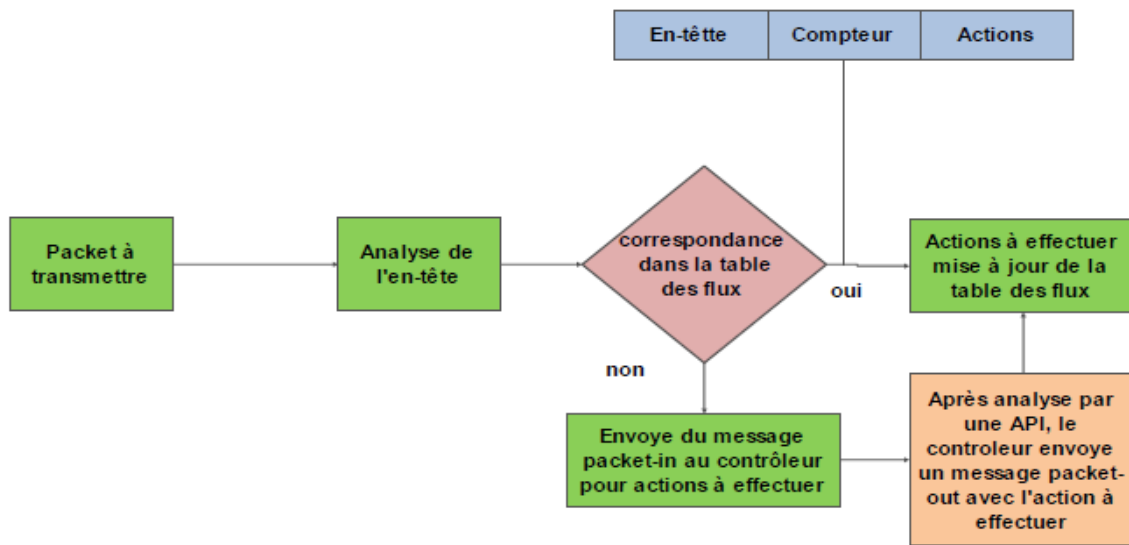 En-têtte Compteur Actions
Packet à
transmettre
Analyse de
l'en-tête
correspondance
dans la table
des flux
oui
Actions à effectuer
mise à jour de la
table des flux
non
Envoye du message
packet-in au contrôleur
pour actions à effectuer
Après analyse par
une API, le
controleur envoye
un message packet-
out avec l'action à
effectuer